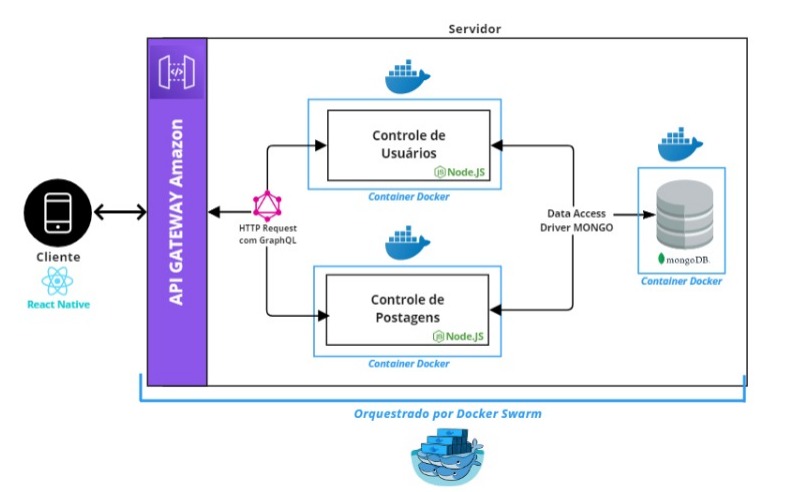 Servidor
API GATEWAY Amazon
Controle de
Usuários
Node.JS
Container Docker
Cliente
React Native
HTTP Request
com GraphQL
Data Access
Driver MONGO
mongoDB
Container Docker
Controle de
Postagens
Node.JS
Container Docker
Orquestrado por Docker Swarm